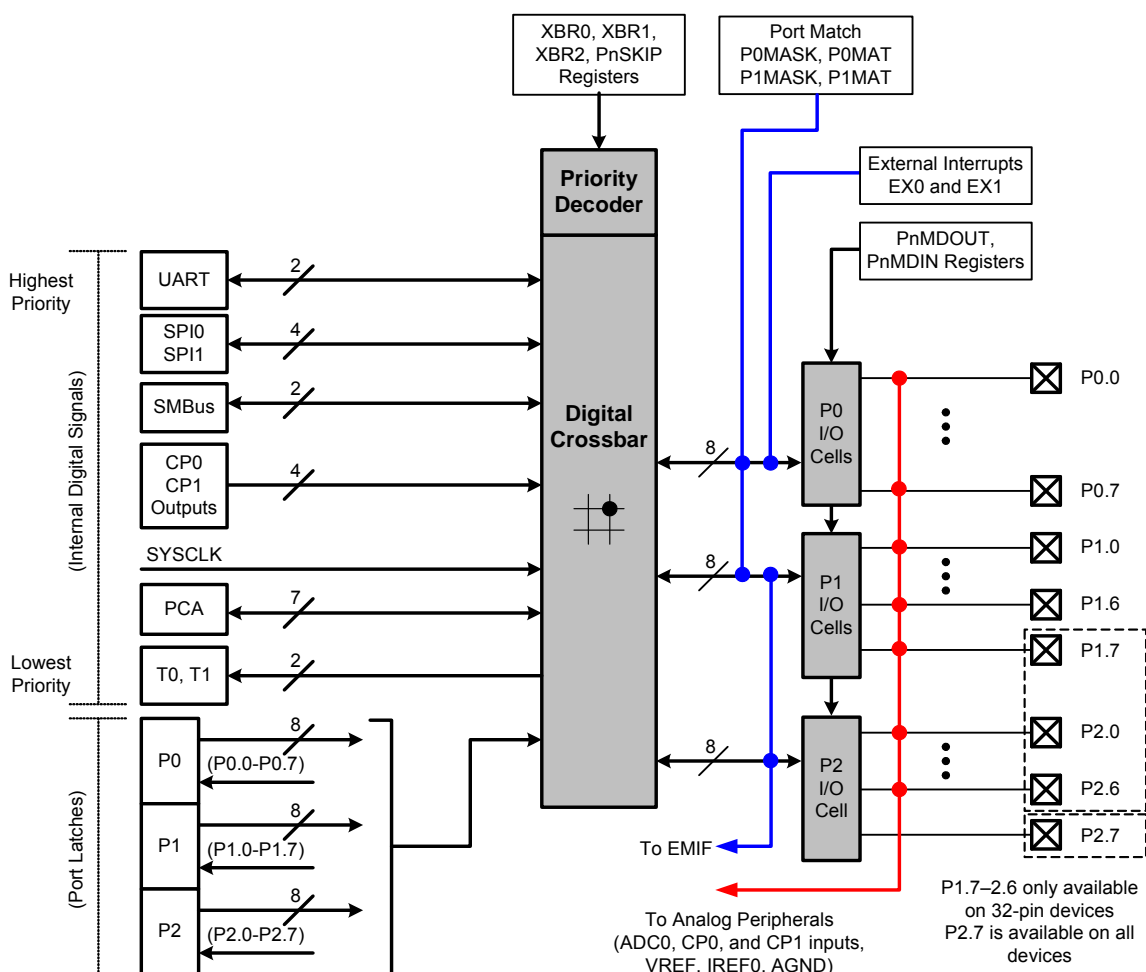 XBR0, XBR1,
XBR2, PnSKIP
Registers
Port Match
P0MASK, P0MAT
P1MASK, P1MAT
External Interrupts
EX0 and EX1
Priority
Decoder
PnMDOUT,
PnMDIN Registers
Highest
Priority
UART
2
SPI0
SPI1
4
SMBus
2
CP0
CP1
Outputs
4
SYSCLK
PCA
7
Lowest
Priority
T0, T1
2
(Internal Digital Signals)
Digital
Crossbar
8
8
8
P0
I/O
Cells
P1
I/O
Cells
P2
I/O
Cell
P0.0
P0.7
P1.0
P1.6
P1.7
P2.0
P2.6
P2.7
(Port Latches)
P0
8
(P0.0-P0.7)
P1
8
(P1.0-P1.7)
P2
8
(P2.0-P2.7)
To EMIF
To Analog Peripherals
(ADC0, CP0, and CP1 inputs,
VREF, IREF0, AGND)
P1.7–2.6 only available
on 32-pin devices
P2.7 is available on all
devices